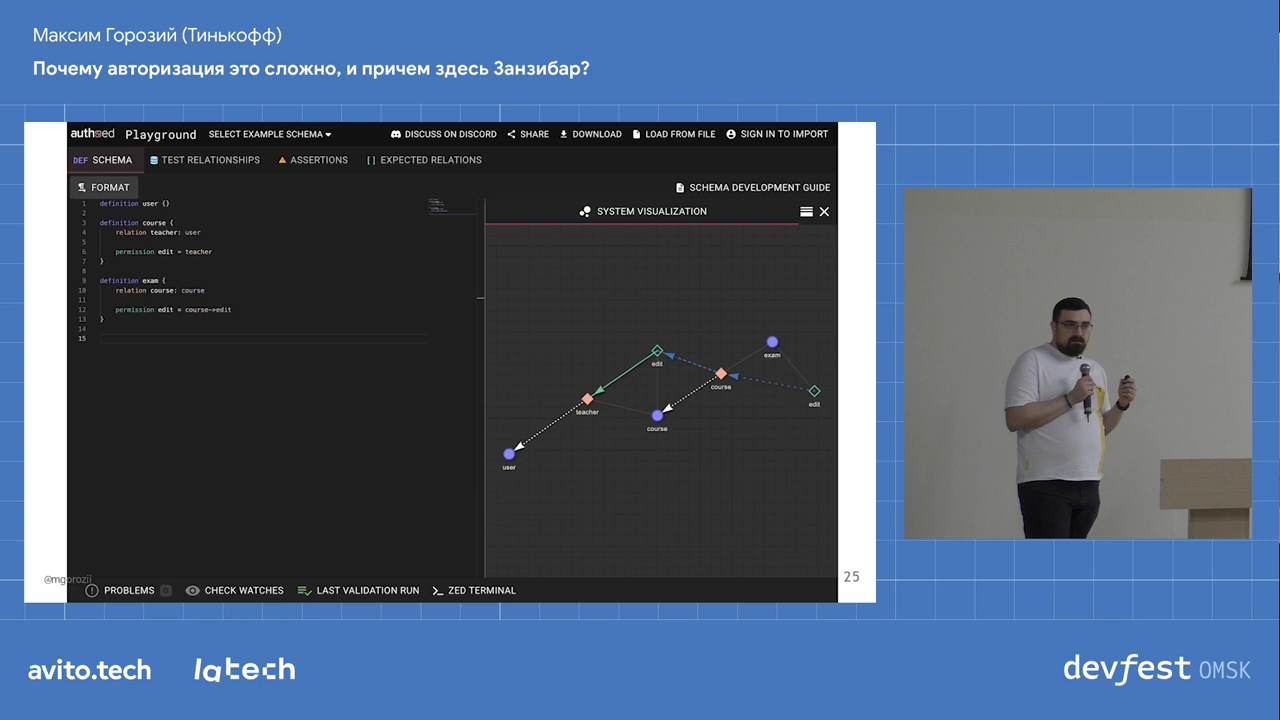 Максим Горозий (Тинькофф)
Почему авторизация это сложно, и причем здесь Занзибар?
authzed Playground SELECT EXAMPLE SCHEMA DISCUSS ON DISCORD SHARE DOWNLOAD LOAD FROM FILE SIGN IN TO IMPORT
DEF SCHEMA TEST RELATIONSHIPS ASSERTIONS [ ] EXPECTED RELATIONS
FORMAT SCHEMA DEVELOPMENT GUIDE
SYSTEM VISUALIZATION
1 definition user {}
2
3 definition course {
4 relation teacher: user
5
6 permission edit = teacher
7 }
8
9 definition exam {
10 relation course: course
11
12 permission edit = course->edit
13 }
14
15
exam
edit
course
edit
teacher
course
user
@mgorozii
25
PROBLEMS 0 CHECK WATCHES LAST VALIDATION RUN ZED TERMINAL
avito.tech latech devfest OMSK